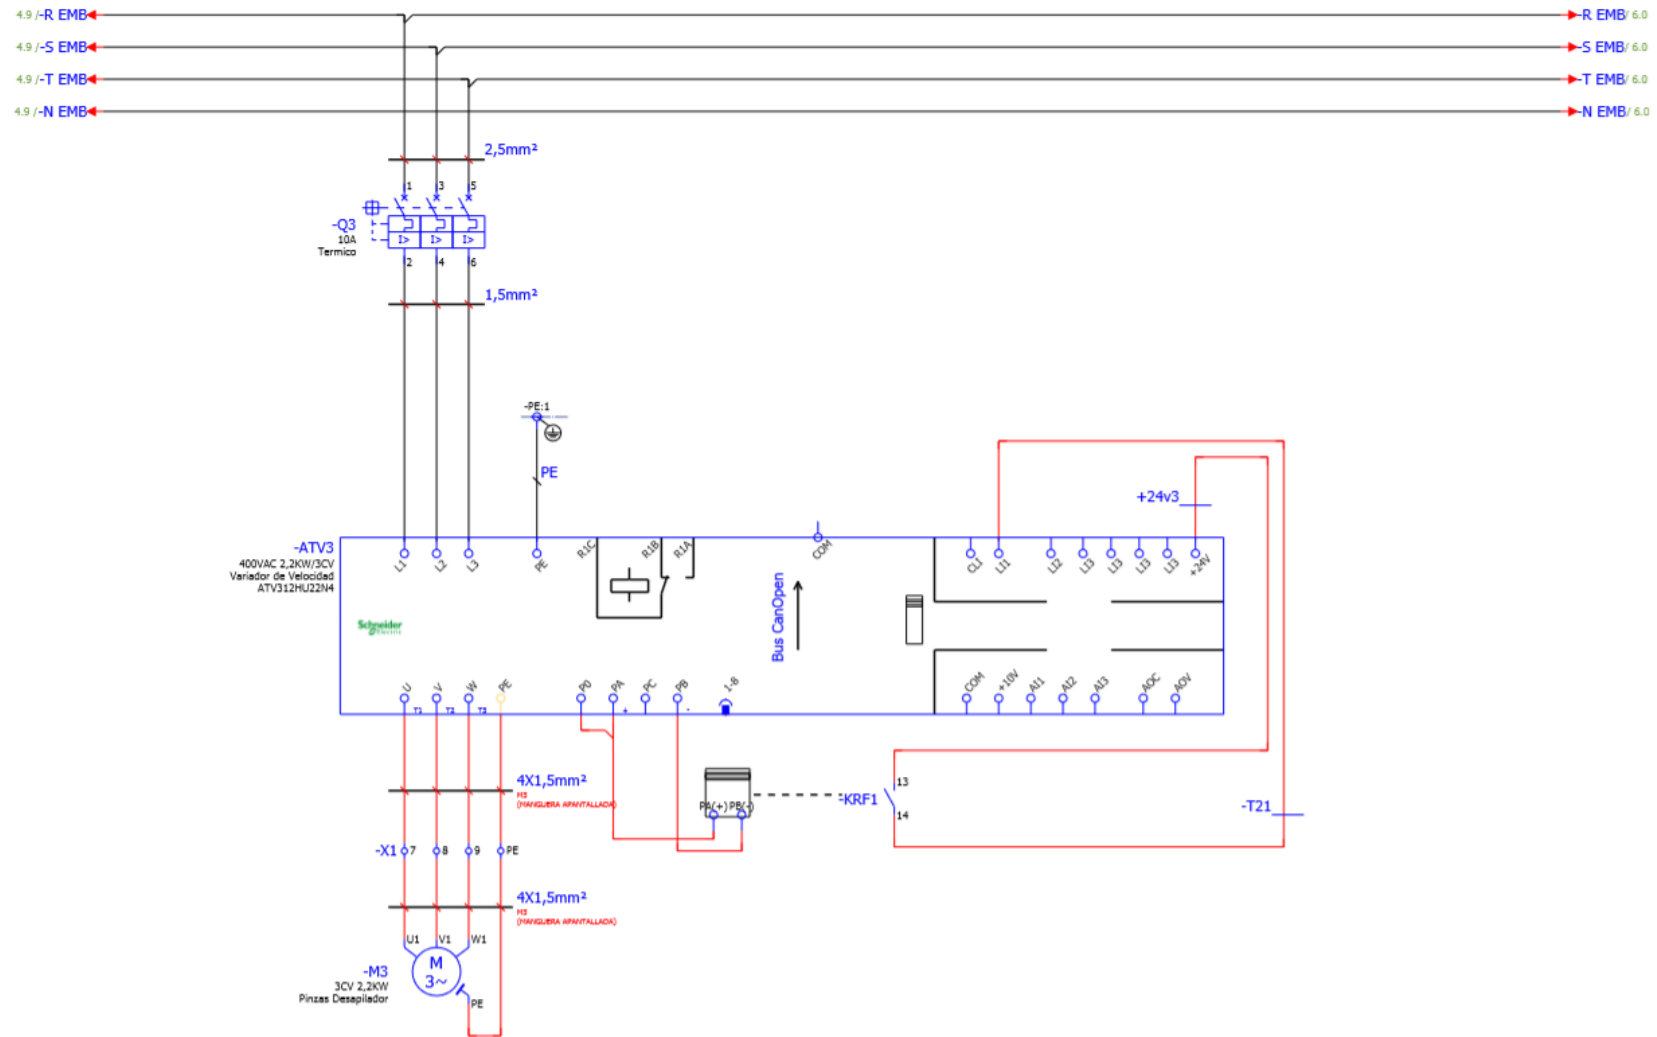 4.9 /-R EMB
-R EMB/ 6.0
4.9 /-S EMB
-S EMB/ 6.0
4.9 /-T EMB
-T EMB/ 6.0
4.9 /-N EMB
-N EMB/ 6.0
2,5mm²
1 3 5
-Q3
10A
Termico
I> I> I>
2 4 6
1,5mm²
-PE:1
PE
+24v3
-ATV3
400VAC 2,2KW/3CV
Variador de Velocidad
ATV312HU22N4
L1 L2 L3 PE R1C R1B R1A COM CL1 LI1 LI2 LI3 LI3 LI3 LI3 +24V
Schneider
Electric
Bus CanOpen
U V W PE P0 PA PC PB 1-8 COM +10V AI1 AI2 AI3 AOC AOV
T1 T2 T3 + -
4X1,5mm²
M3
(MANGUERA APANTALLADA)
PA(+) PB(-)
-KRF1
13
14
-T21
-X1 7 8 9 PE
4X1,5mm²
M3
(MANGUERA APANTALLADA)
U1 V1 W1
M
3~
-M3
3CV 2,2KW
Pinzas Desapilador
PE